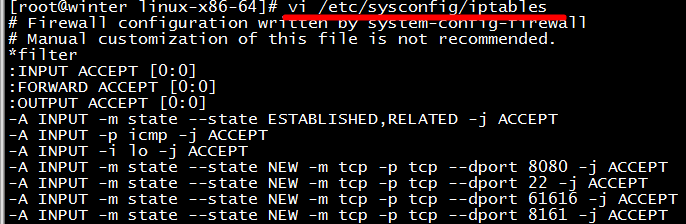 [root@winter linux-x86-64]# vi /etc/sysconfig/iptables
# Firewall configuration written by system-config-firewall
# Manual customization of this file is not recommended.
*filter
:INPUT ACCEPT [0:0]
:FORWARD ACCEPT [0:0]
:OUTPUT ACCEPT [0:0]
-A INPUT -m state --state ESTABLISHED,RELATED -j ACCEPT
-A INPUT -p icmp -j ACCEPT
-A INPUT -i lo -j ACCEPT
-A INPUT -m state --state NEW -m tcp -p tcp --dport 8080 -j ACCEPT
-A INPUT -m state --state NEW -m tcp -p tcp --dport 22 -j ACCEPT
-A INPUT -m state --state NEW -m tcp -p tcp --dport 61616 -j ACCEPT
-A INPUT -m state --state NEW -m tcp -p tcp --dport 8161 -j ACCEPT